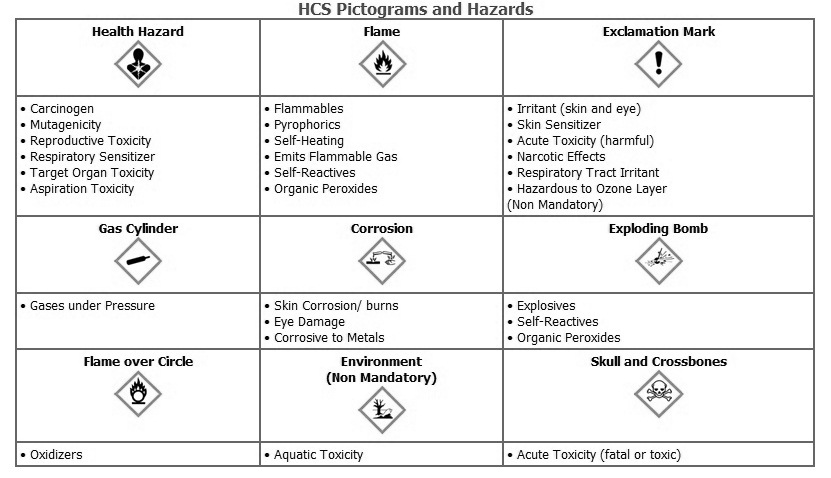 HCS Pictograms and Hazards
Health Hazard
Flame
Exclamation Mark
• Carcinogen
• Mutagenicity
• Reproductive Toxicity
• Respiratory Sensitizer
• Target Organ Toxicity
• Aspiration Toxicity
• Flammables
• Pyrophorics
• Self-Heating
• Emits Flammable Gas
• Self-Reactives
• Organic Peroxides
• Irritant (skin and eye)
• Skin Sensitizer
• Acute Toxicity (harmful)
• Narcotic Effects
• Respiratory Tract Irritant
• Hazardous to Ozone Layer
(Non Mandatory)
Gas Cylinder
Corrosion
Exploding Bomb
• Gases under Pressure
• Skin Corrosion/ burns
• Eye Damage
• Corrosive to Metals
• Explosives
• Self-Reactives
• Organic Peroxides
Flame over Circle
Environment
(Non Mandatory)
Skull and Crossbones
• Oxidizers
• Aquatic Toxicity
• Acute Toxicity (fatal or toxic)